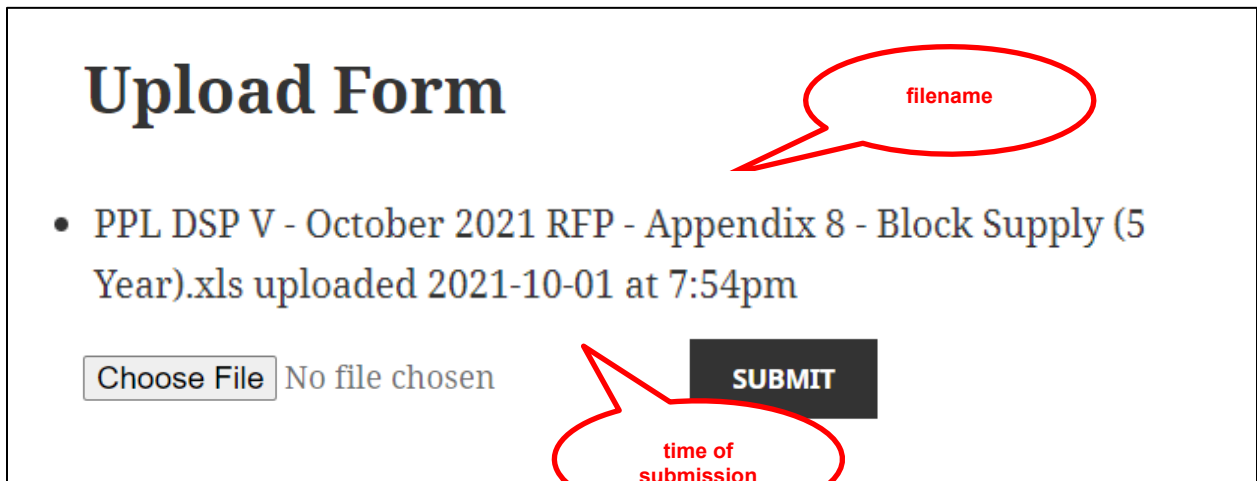 Upload Form
filename
• PPL DSP V - October 2021 RFP - Appendix 8 - Block Supply (5
Year).xls uploaded 2021-10-01 at 7:54pm
Choose File No file chosen
SUBMIT
time of
submission